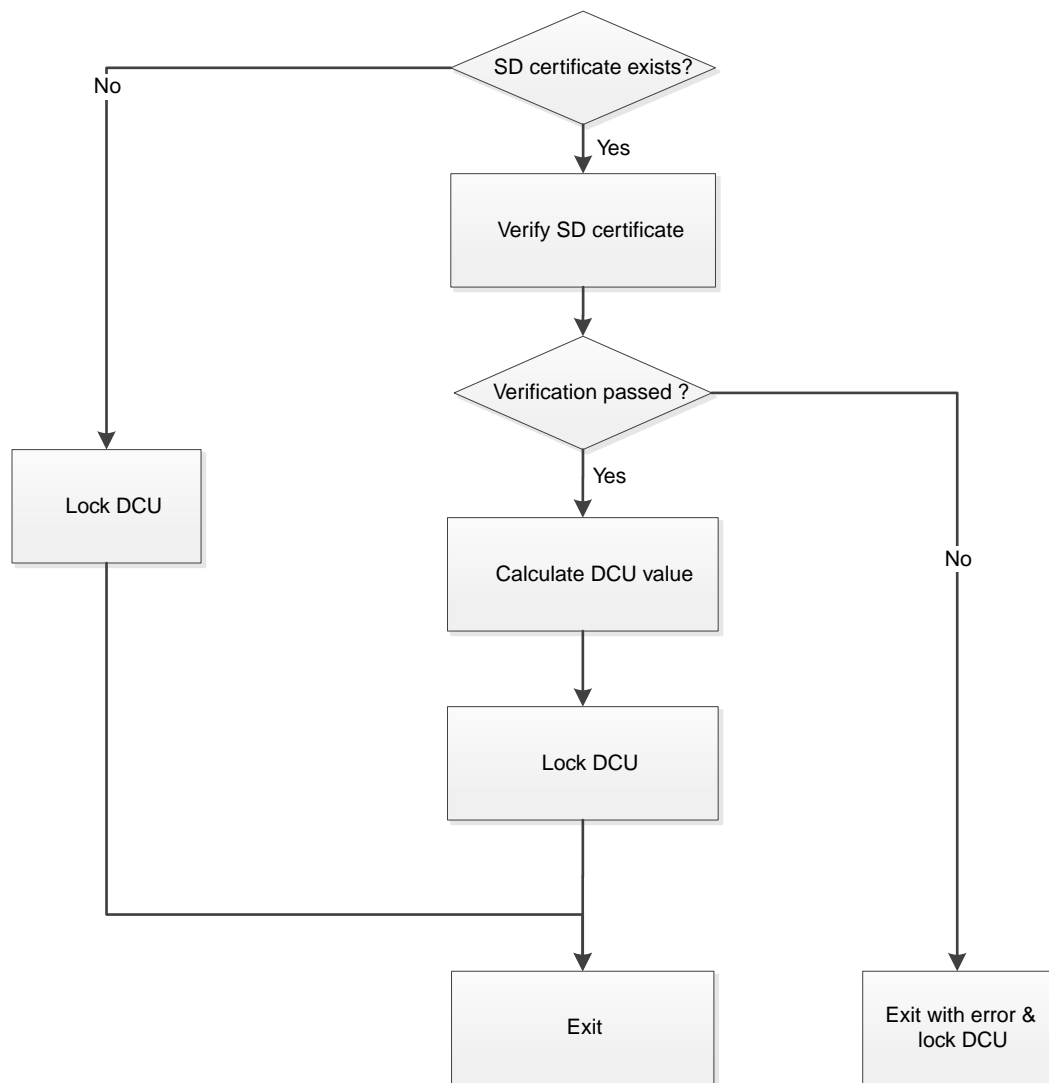 SD certificate exists?
No
Yes
Verify SD certificate
Verification passed ?
Yes
Lock DCU
Calculate DCU value
No
Lock DCU
Exit
Exit with error &
lock DCU